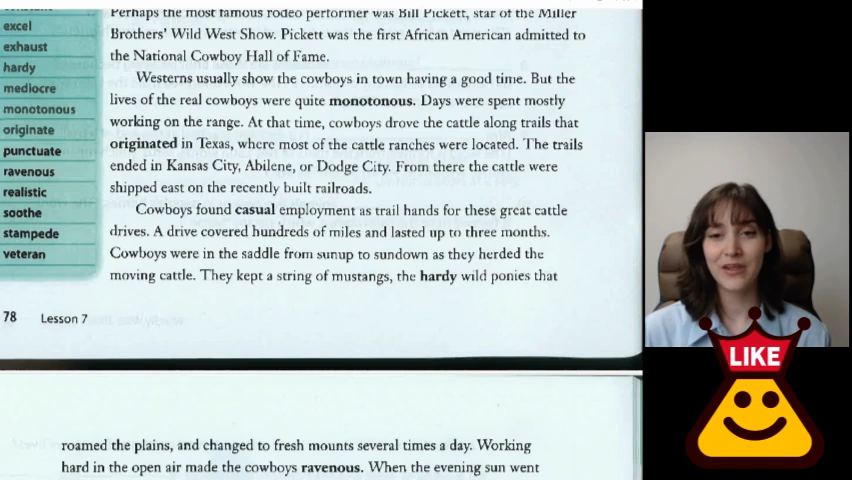 excel
exhaust
hardy
mediocre
monotonous
originate
punctuate
ravenous
realistic
soothe
stampede
veteran
Perhaps the most famous rodeo performer was Bill Pickett, star of the Miller
Brothers' Wild West Show. Pickett was the first African American admitted to
the National Cowboy Hall of Fame.
Westerns usually show the cowboys in town having a good time. But the
lives of the real cowboys were quite monotonous. Days were spent mostly
working on the range. At that time, cowboys drove the cattle along trails that
originated in Texas, where most of the cattle ranches were located. The trails
ended in Kansas City, Abilene, or Dodge City. From there the cattle were
shipped east on the recently built railroads.
Cowboys found casual employment as trail hands for these great cattle
drives. A drive covered hundreds of miles and lasted up to three months.
Cowboys were in the saddle from sunup to sundown as they herded the
moving cattle. They kept a string of mustangs, the hardy wild ponies that
78 Lesson 7
roamed the plains, and changed to fresh mounts several times a day. Working
hard in the open air made the cowboys ravenous. When the evening sun went
LIKE